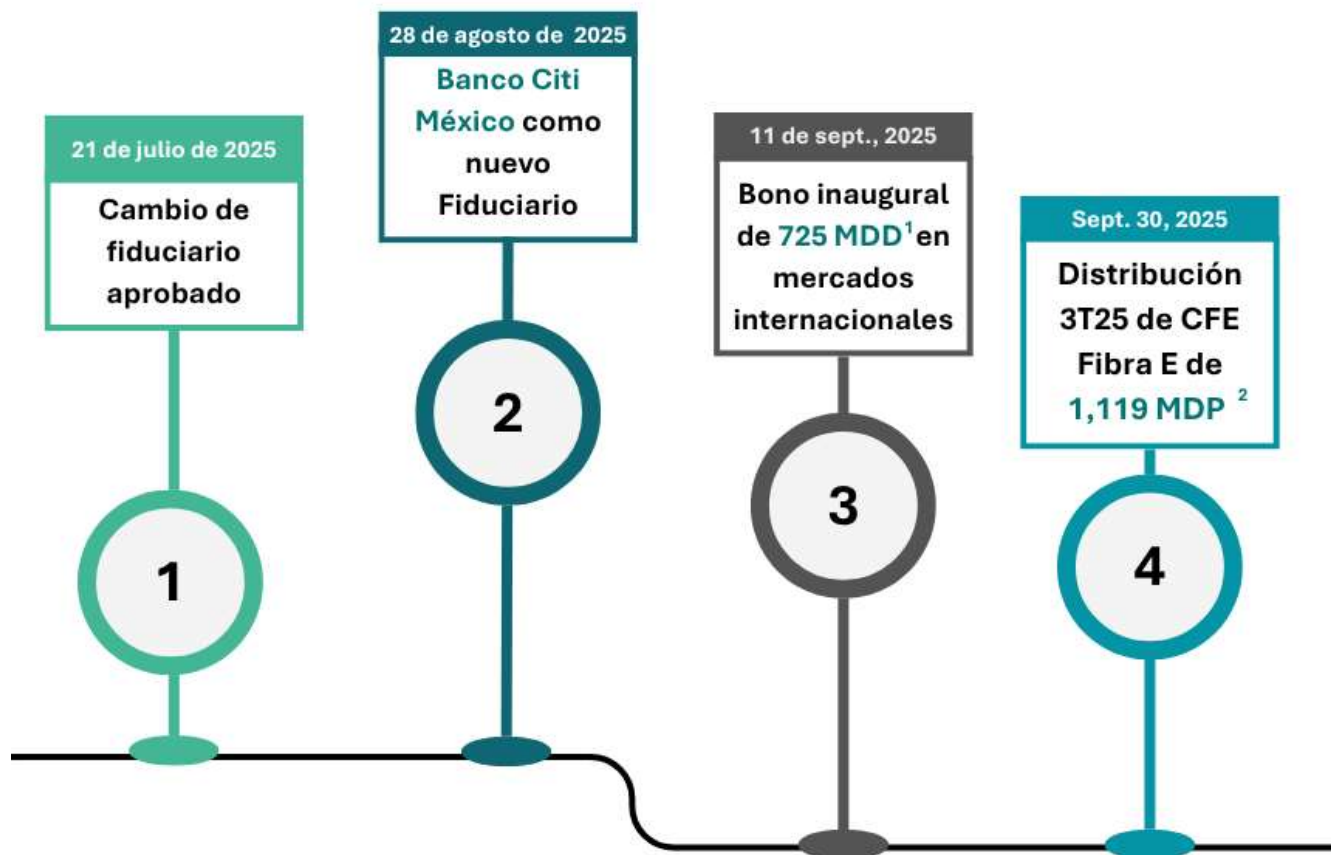 21 de julio de 2025
Cambio de
fiduciario
aprobado
1
28 de agosto de 2025
Banco Citi
México como
nuevo
Fiduciario
2
11 de sept., 2025
Bono inaugural
de 725 MDD¹ en
mercados
internacionales
3
Sept. 30, 2025
Distribución
3T25 de CFE
Fibra E de
1,119 MDP ²
4